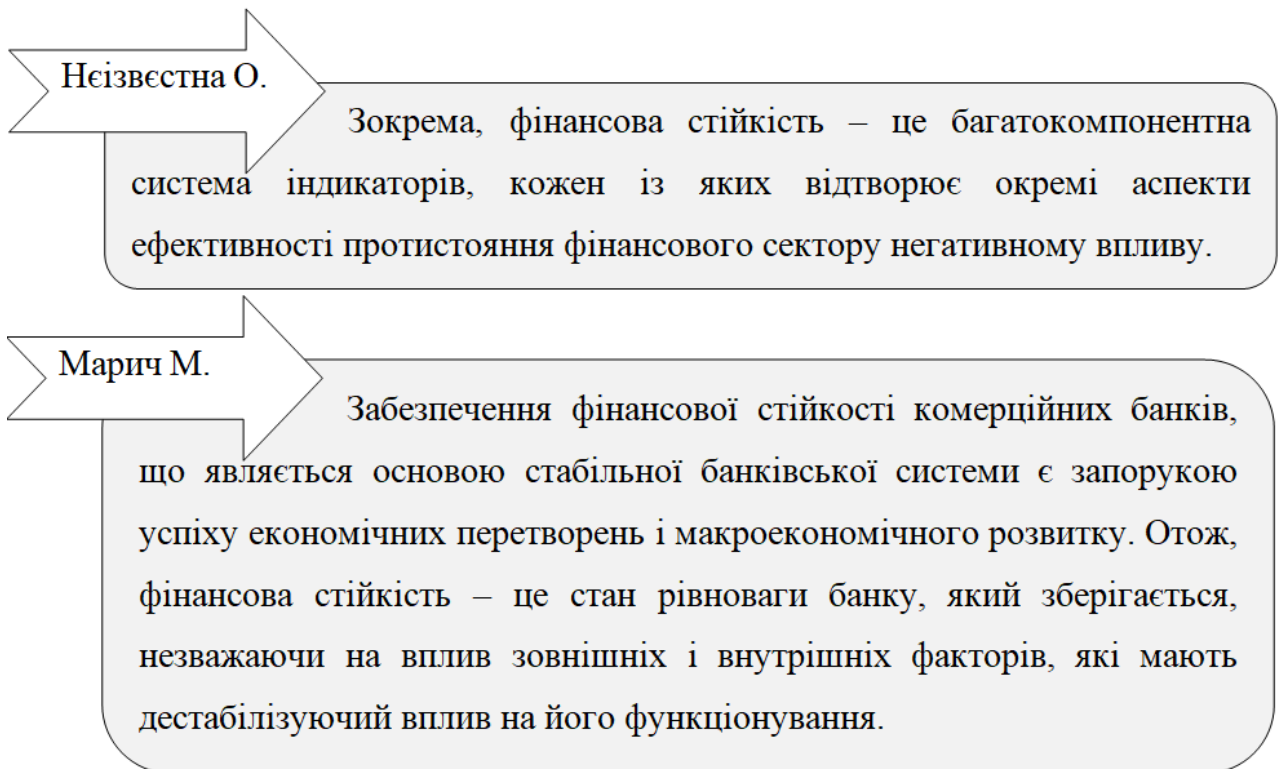 Нєізвєстна О.
Зокрема, фінансова стійкість – це багатокомпонентна
система індикаторів, кожен із яких відтворює окремі аспекти
ефективності протистояння фінансового сектору негативному впливу.
Марич М.
Забезпечення фінансової стійкості комерційних банків,
що являється основою стабільної банківської системи є запорукою
успіху економічних перетворень і макроекономічного розвитку. Отож,
фінансова стійкість – це стан рівноваги банку, який зберігається,
незважаючи на вплив зовнішніх і внутрішніх факторів, які мають
дестабілізуючий вплив на його функціонування.